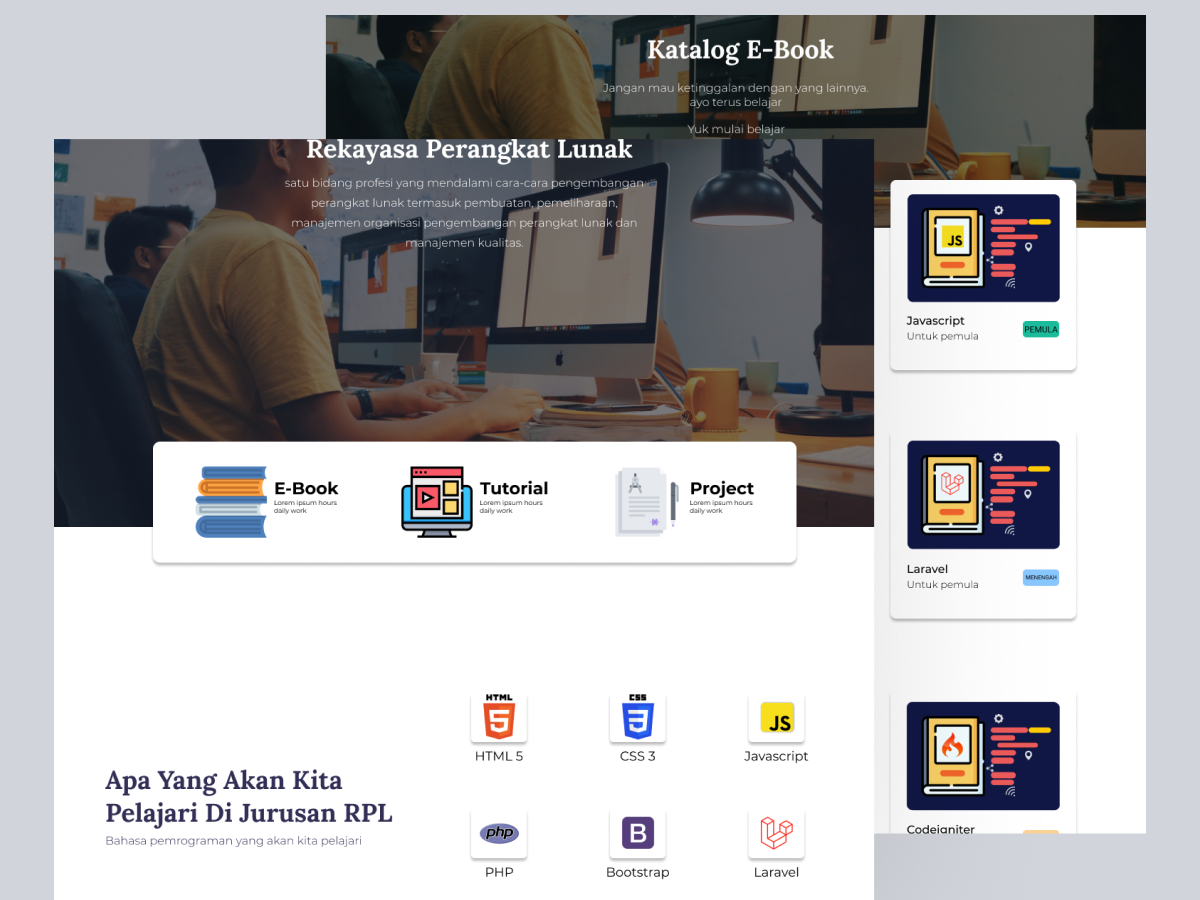 Katalog E-Book
Jangan mau ketinggalan dengan yang lainnya.
ayo terus belajar
Yuk mulai belajar
Rekayasa Perangkat Lunak
satu bidang profesi yang mendalami cara-cara pengembangan
perangkat lunak termasuk pembuatan, pemeliharaan,
manajemen organisasi pengembangan perangkat lunak dan
manajemen kualitas.
E-Book
Lorem ipsum hours
daily work
Tutorial
Lorem ipsum hours
daily work
Project
Lorem ipsum hours
daily work
Apa Yang Akan Kita
Pelajari Di Jurusan RPL
Bahasa pemrograman yang akan kita pelajari
HTML
5
HTML 5
CSS
3
CSS 3
JS
Javascript
php
PHP
B
Bootstrap
Laravel
JS
Javascript
Untuk pemula
PEMULA
Laravel
Untuk pemula
MENENGAH
Codeigniter